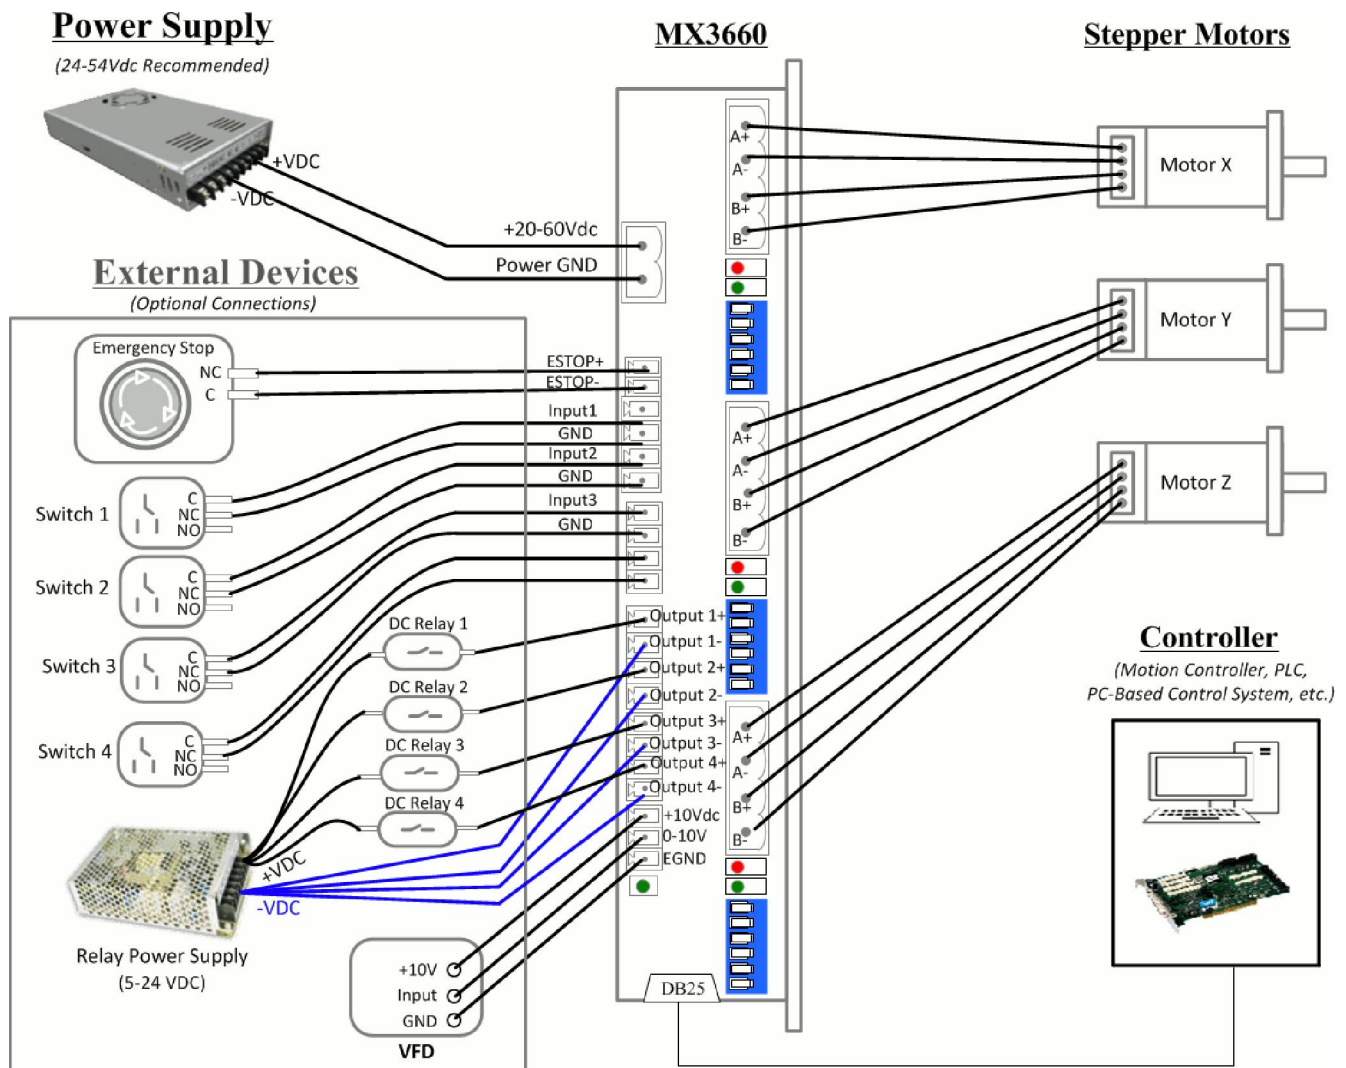 Power Supply
(24-54Vdc Recommended)
+VDC
-VDC
MX3660
Stepper Motors
+20-60Vdc
Power GND
A+
A-
B+
B-
Motor X
External Devices
(Optional Connections)
Emergency Stop
NC
C
ESTOP+
ESTOP-
Input1
GND
Input2
GND
Input3
GND
A+
A-
B+
B-
Motor Y
Motor Z
Switch 1
C
NC
NO
Switch 2
C
NC
NO
Switch 3
C
NC
NO
Switch 4
C
NC
NO
DC Relay 1
DC Relay 2
DC Relay 3
DC Relay 4
Output 1+
Output 1-
Output 2+
Output 2-
Output 3+
Output 3-
Output 4+
Output 4-
+10Vdc
0-10V
EGND
A+
A-
B+
B-
+VDC
-VDC
Relay Power Supply
(5-24 VDC)
+10V
Input
GND
VFD
DB25
Controller
(Motion Controller, PLC,
PC-Based Control System, etc.)